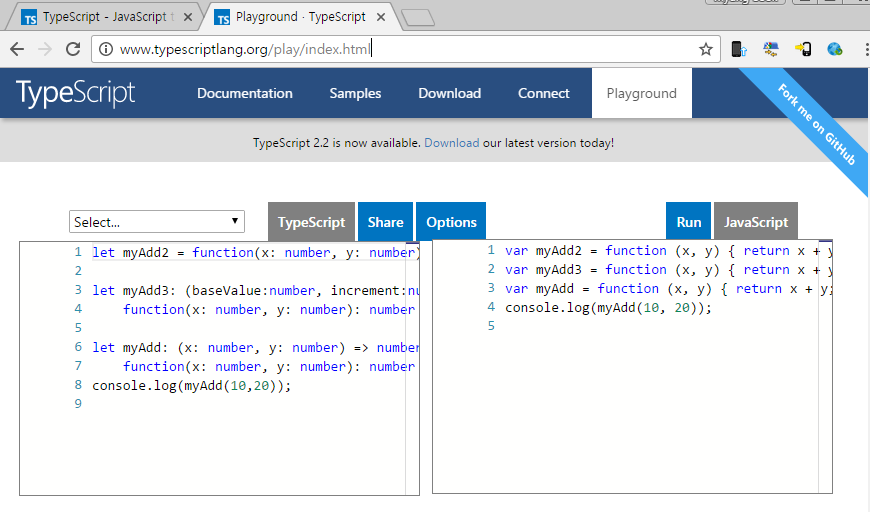 TypeScript - JavaScript t
Playground · TypeScript
www.typescriptlang.org/play/index.html
TypeScript
Documentation
Samples
Download
Connect
Playground
Fork me on GitHub
TypeScript 2.2 is now available. Download our latest version today!
Select...
TypeScript
Share
Options
Run
JavaScript
1 let myAdd2 = function(x: number, y: number)
2
3 let myAdd3: (baseValue:number, increment:nu
4 function(x: number, y: number): number
5
6 let myAdd: (x: number, y: number) => number
7 function(x: number, y: number): number
8 console.log(myAdd(10,20));
9
1 var myAdd2 = function (x, y) { return x + y
2 var myAdd3 = function (x, y) { return x + y
3 var myAdd = function (x, y) { return x + y;
4 console.log(myAdd(10, 20));
5